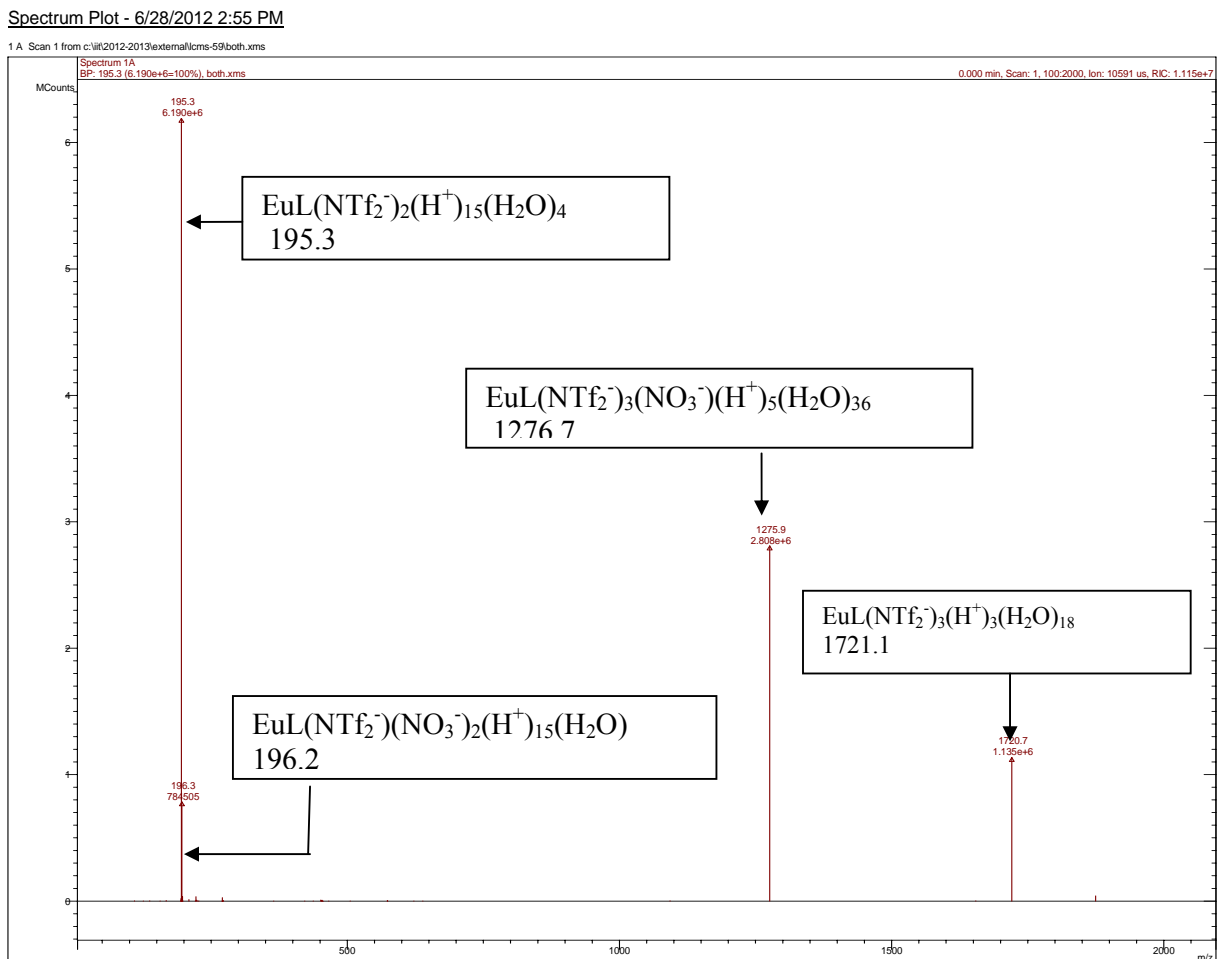 Spectrum Plot - 6/28/2012 2:55 PM
1 A Scan 1 from c:\iit\2012-2013\external\lcms-59\both.xms
Spectrum 1A
BP: 195.3 (6.190e+6=100%), both.xms
0.000 min, Scan: 1, 100:2000, Ion: 10591 us, RIC: 1.115e+7
MCounts
195.3
6.190e+6
6
EuL(NTf₂⁻)₂(H⁺)₁₅(H₂O)₄
195.3
5
EuL(NTf₂⁻)₃(NO₃⁻)(H⁺)₅(H₂O)₃₆
1276.7
4
3
1275.9
2.808e+6
EuL(NTf₂⁻)₃(H⁺)₃(H₂O)₁₈
1721.1
2
EuL(NTf₂⁻)(NO₃⁻)₂(H⁺)₁₅(H₂O)
196.2
1720.7
1.135e+6
1
196.3
784505
0
500
1000
1500
2000
m/z